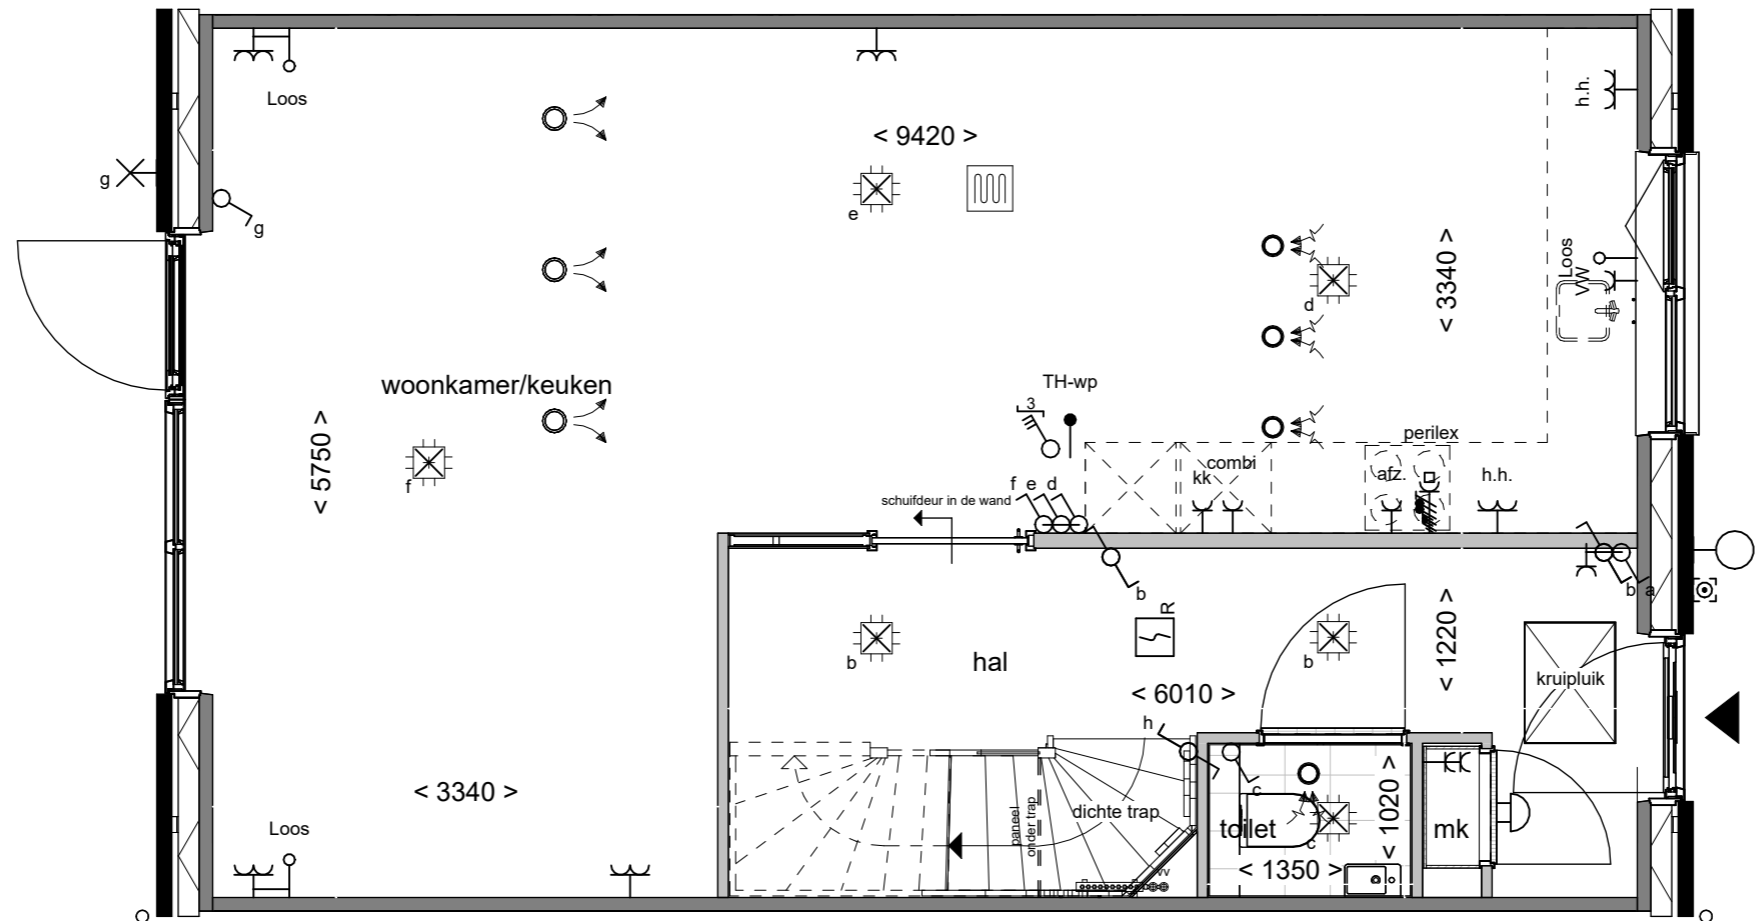 Loos
h.h.
< 9420 >
g
g
e
Loos
VW
< 3340 >
d
woonkamer/keuken
TH-wp
3
< 5750 >
perilex
combi
kk
afz.
h.h.
f
f e d
schuifdeur in de wand
b
b a
R
b
hal
b
< 1220 >
kruipluik
< 6010 >
h
c
< 3340 >
paneel
onder trap
dichte trap
Loos
toilet
c
< 1020 >
mk
< 1350 >
vv